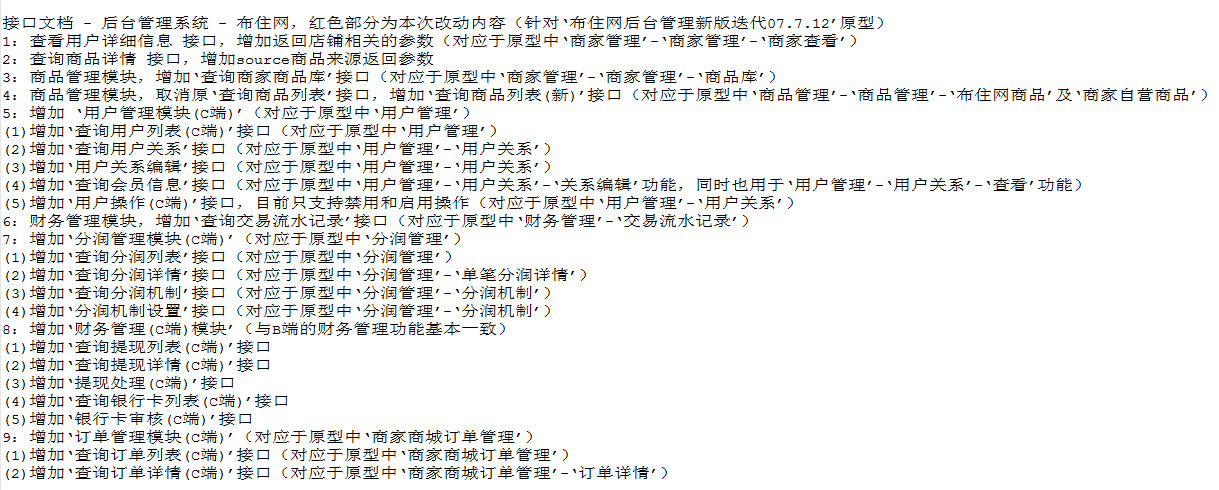 接口文档 - 后台管理系统 - 布住网，红色部分为本次改动内容（针对‘布住网后台管理新版迭代07.7.12’原型）
1：查看用户详细信息 接口，增加返回店铺相关的参数（对应于原型中‘商家管理’-‘商家管理’-‘商家查看’）
2：查询商品详情 接口，增加source商品来源返回参数
3：商品管理模块，增加‘查询商家商品库’接口（对应于原型中‘商家管理’-‘商家管理’-‘商品库’）
4：商品管理模块，取消原‘查询商品列表’接口，增加‘查询商品列表(新)’接口（对应于原型中‘商品管理’-‘商品管理’-‘布住网商品’及‘商家自营商品’）
5：增加 ‘用户管理模块(C端)’（对应于原型中‘用户管理’）
(1)增加‘查询用户列表(C端)’接口（对应于原型中‘用户管理’）
(2)增加‘查询用户关系’接口（对应于原型中‘用户管理’-‘用户关系’）
(3)增加‘用户关系编辑’接口（对应于原型中‘用户管理’-‘用户关系’）
(4)增加‘查询会员信息’接口（对应于原型中‘用户管理’-‘用户关系’-‘关系编辑’功能，同时也用于‘用户管理’-‘用户关系’-‘查看’功能）
(5)增加‘用户操作(C端)’接口，目前只支持禁用和启用操作（对应于原型中‘用户管理’-‘用户关系’）
6：财务管理模块，增加‘查询交易流水记录’接口（对应于原型中‘财务管理’-‘交易流水记录’）
7：增加‘分润管理模块(C端)’（对应于原型中‘分润管理’）
(1)增加‘查询分润列表’接口（对应于原型中‘分润管理’）
(2)增加‘查询分润详情’接口（对应于原型中‘分润管理’-‘单笔分润详情’）
(3)增加‘查询分润机制’接口（对应于原型中‘分润管理’-‘分润机制’）
(4)增加‘分润机制设置’接口（对应于原型中‘分润管理’-‘分润机制’）
8：增加‘财务管理(C端)模块’（与B端的财务管理功能基本一致）
(1)增加‘查询提现列表(C端)’接口
(2)增加‘查询提现详情(C端)’接口
(3)增加‘提现处理(C端)’接口
(4)增加‘查询银行卡列表(C端)’接口
(5)增加‘银行卡审核(C端)’接口
9：增加‘订单管理模块(C端)’（对应于原型中‘商家商城订单管理’）
(1)增加‘查询订单列表(C端)’接口（对应于原型中‘商家商城订单管理’）
(2)增加‘查询订单详情(C端)’接口（对应于原型中‘商家商城订单管理’-‘订单详情’）